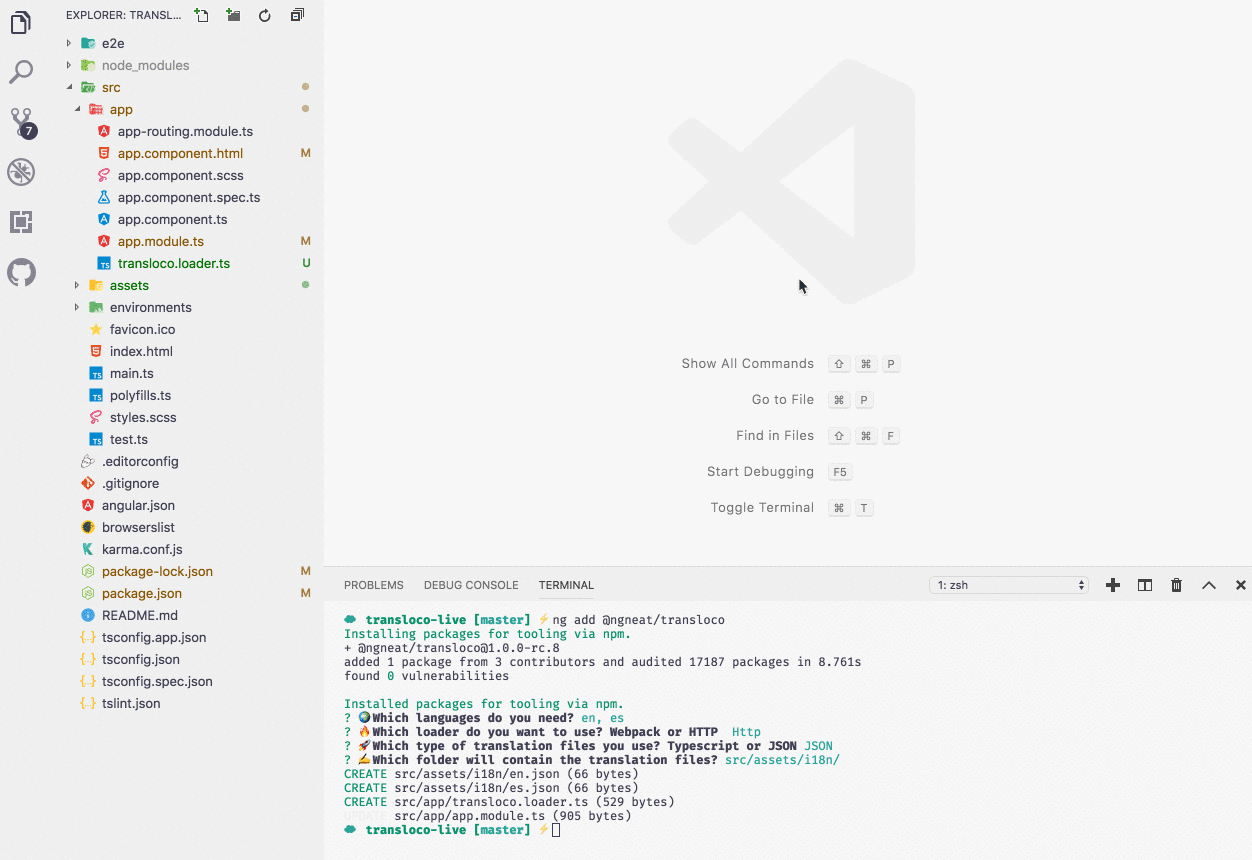 EXPLORER: TRANSL...
e2e
node_modules
src
app
app-routing.module.ts
app.component.html M
app.component.scss
app.component.spec.ts
app.component.ts
app.module.ts M
TS transloco.loader.ts U
7
assets
environments
favicon.ico
index.html
TS main.ts
TS polyfills.ts
styles.scss
TS test.ts
.editorconfig
.gitignore
angular.json
browserslist
karma.conf.js
package-lock.json M
package.json M
README.md
tsconfig.app.json
tsconfig.json
tsconfig.spec.json
tslint.json
Show All Commands ⇧ ⌘ P
Go to File ⌘ P
Find in Files ⇧ ⌘ F
Start Debugging F5
Toggle Terminal ⌘ T
PROBLEMS DEBUG CONSOLE TERMINAL 1: zsh
transloco-live [master] ⚡ng add @ngneat/transloco
Installing packages for tooling via npm.
+ @ngneat/transloco@1.0.0-rc.8
added 1 package from 3 contributors and audited 17187 packages in 8.761s
found 0 vulnerabilities
Installed packages for tooling via npm.
? 🌍Which languages do you need? en, es
? 🔥Which loader do you want to use? Webpack or HTTP Http
? 🚀Which type of translation files you use? Typescript or JSON JSON
? ✍Which folder will contain the translation files? src/assets/i18n/
CREATE src/assets/i18n/en.json (66 bytes)
CREATE src/assets/i18n/es.json (66 bytes)
CREATE src/app/transloco.loader.ts (529 bytes)
UPDATE src/app/app.module.ts (905 bytes)
transloco-live [master] ⚡